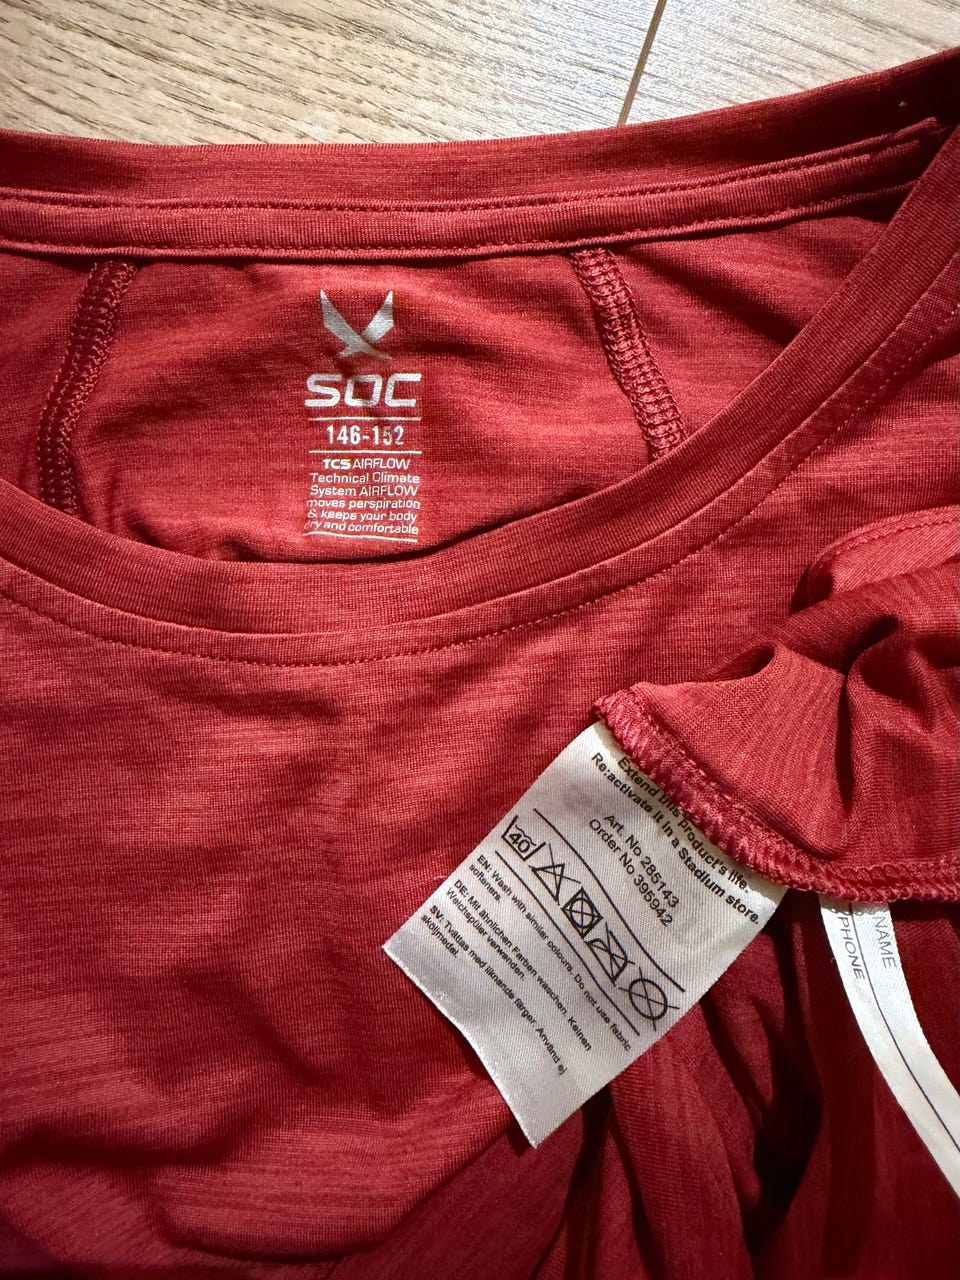 SOC
146-152
TCS AIRFLOW
Technical Climate
System AIRFLOW
moves perspiration
& keeps your body
dry and comfortable
Extend this product's life.
Re:activate it in a Stadium store.
Art. No 285143
Order No 395942
40
EN: Wash with similar colours. Do not use fabric
softeners.
DE: Mit ähnlichen Farben waschen. Keinen
Weichspüler verwenden.
SV: Tvättas med liknande färger. Använd ej
sköljmedel.
NAME
PHONE